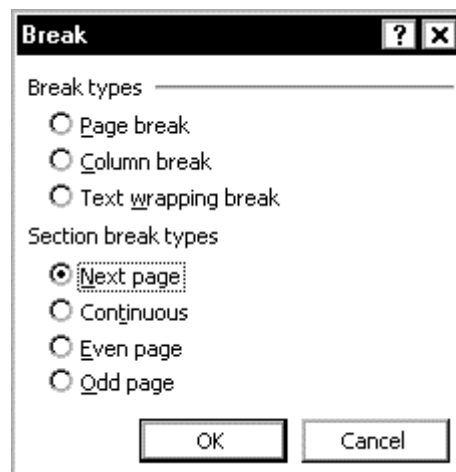 Break ? X
Break types
Page break
Column break
Text wrapping break
Section break types
Next page
Continuous
Even page
Odd page
OK Cancel